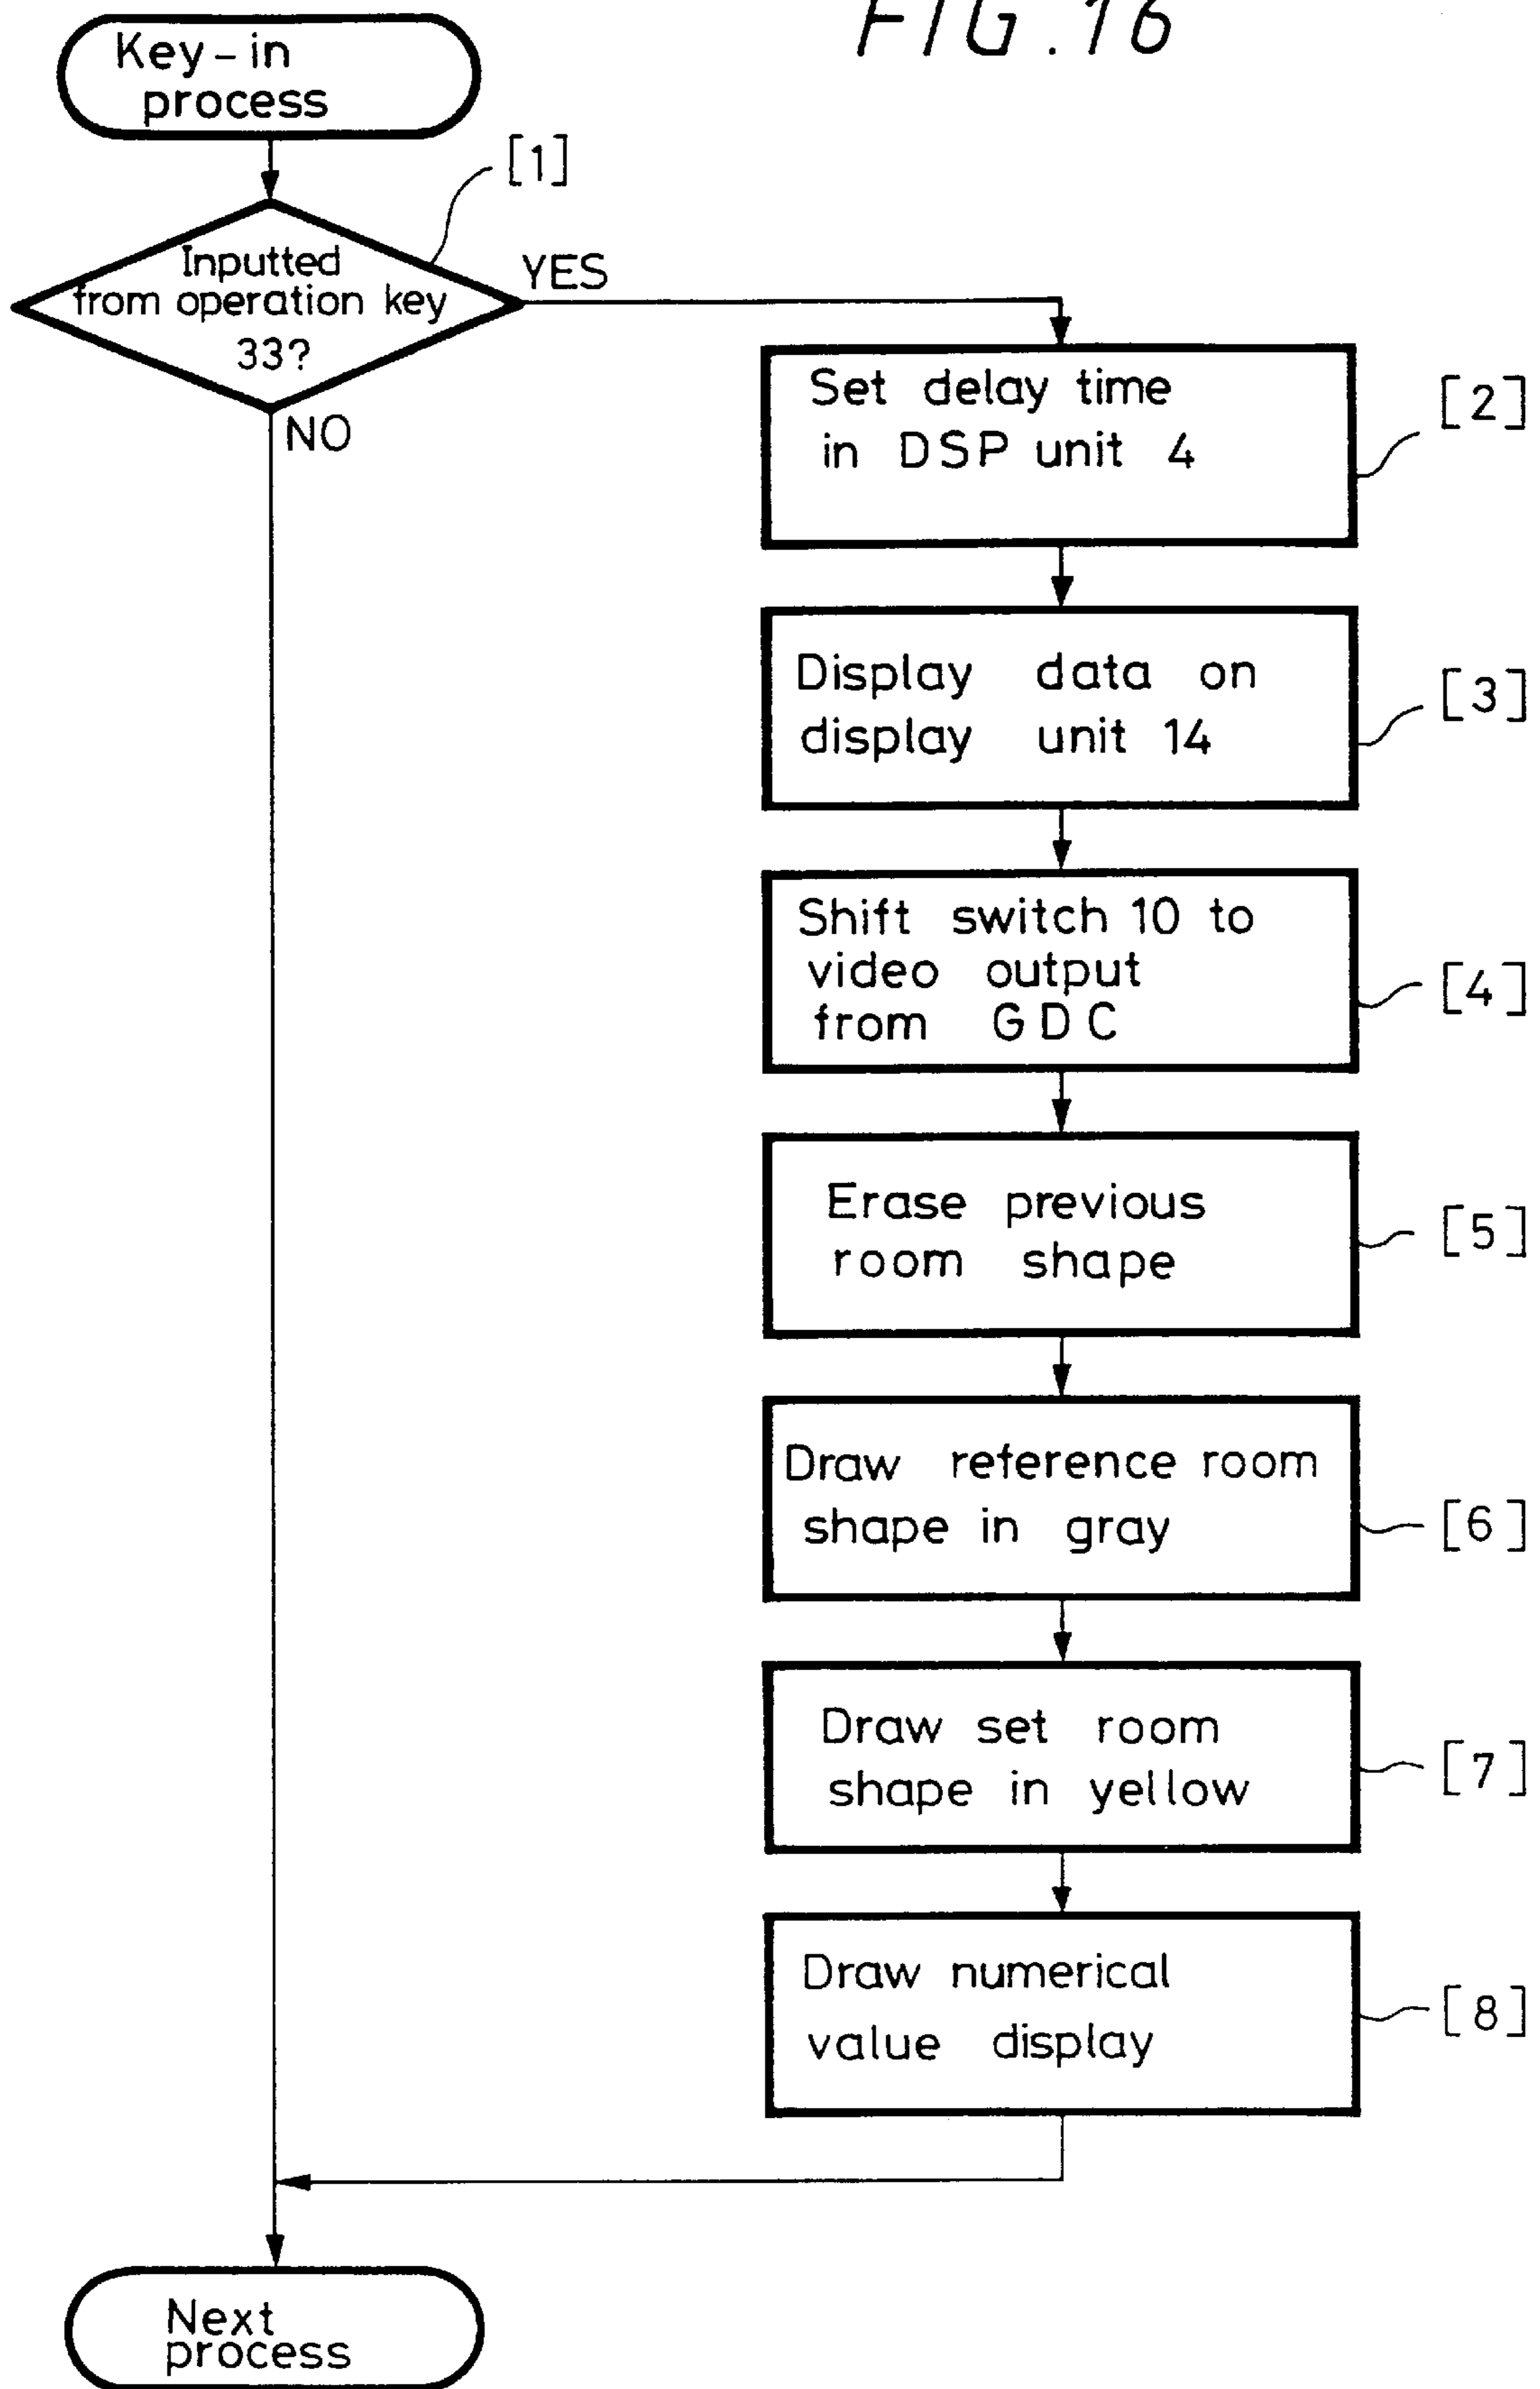 FIG. 16
Key-in
process
[1]
Inputted
from operation key
33?
YES
NO
Set delay time
in DSP unit 4
[2]
Display data on
display unit 14
[3]
Shift switch 10 to
video output
from GDC
[4]
Erase previous
room shape
[5]
Draw reference room
shape in gray
[6]
Draw set room
shape in yellow
[7]
Draw numerical
value display
[8]
Next
process